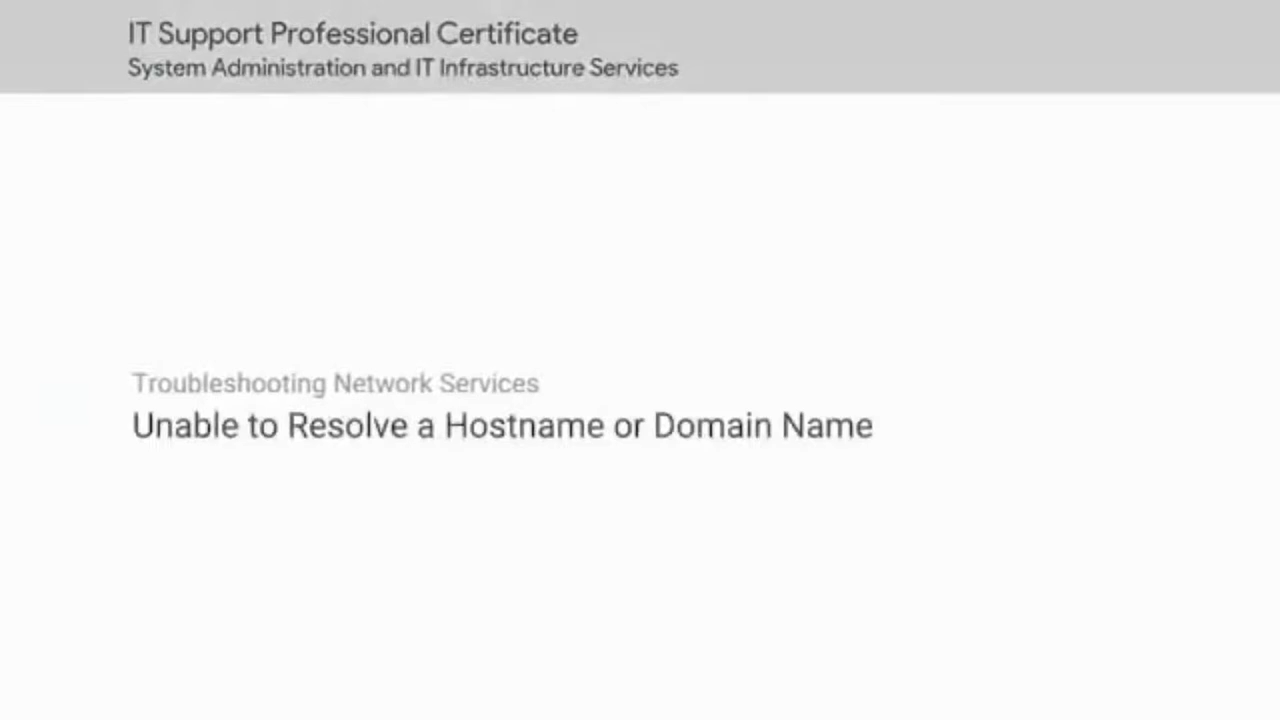 IT Support Professional Certificate
System Administration and IT Infrastructure Services
Troubleshooting Network Services
Unable to Resolve a Hostname or Domain Name